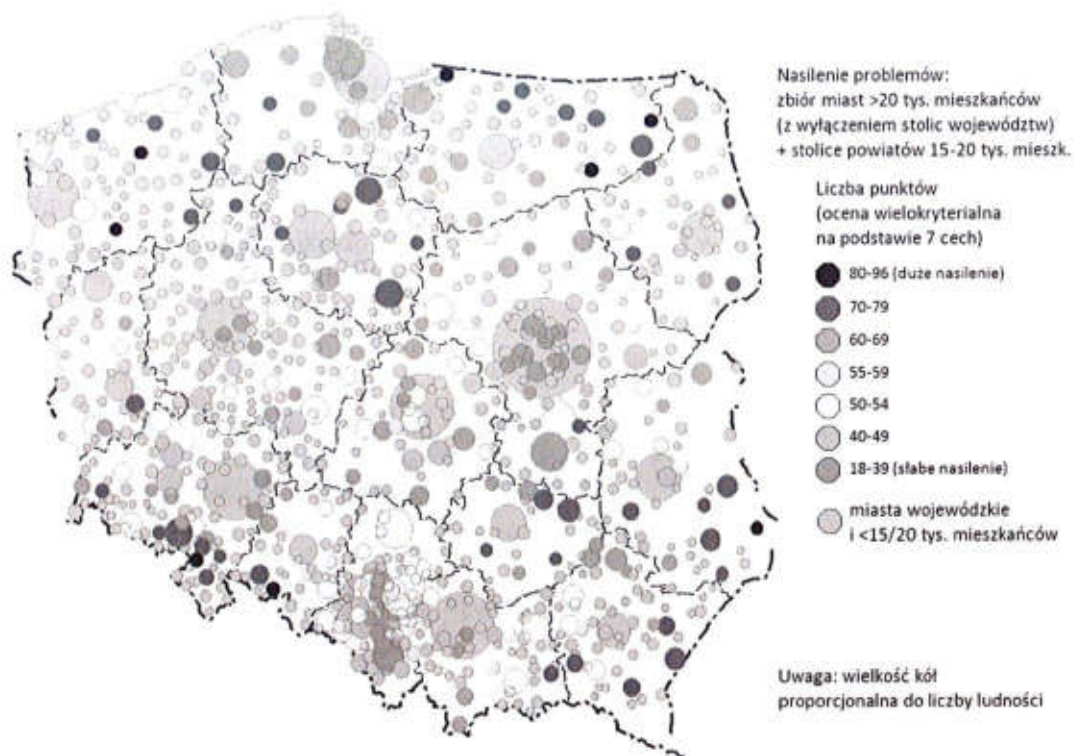 Nasilenie problemów:
zbiór miast >20 tys. mieszkańców
(z wyłączeniem stolic województw)
+ stolice powiatów 15-20 tys. mieszk.
Liczba punktów
(ocena wielokryterialna
na podstawie 7 cech)
80-96 (duże nasilenie)
70-79
60-69
55-59
50-54
40-49
18-39 (słabe nasilenie)
miasta wojewódzkie
i <15/20 tys. mieszkańców
Uwaga: wielkość kół
proporcjonalna do liczby ludności